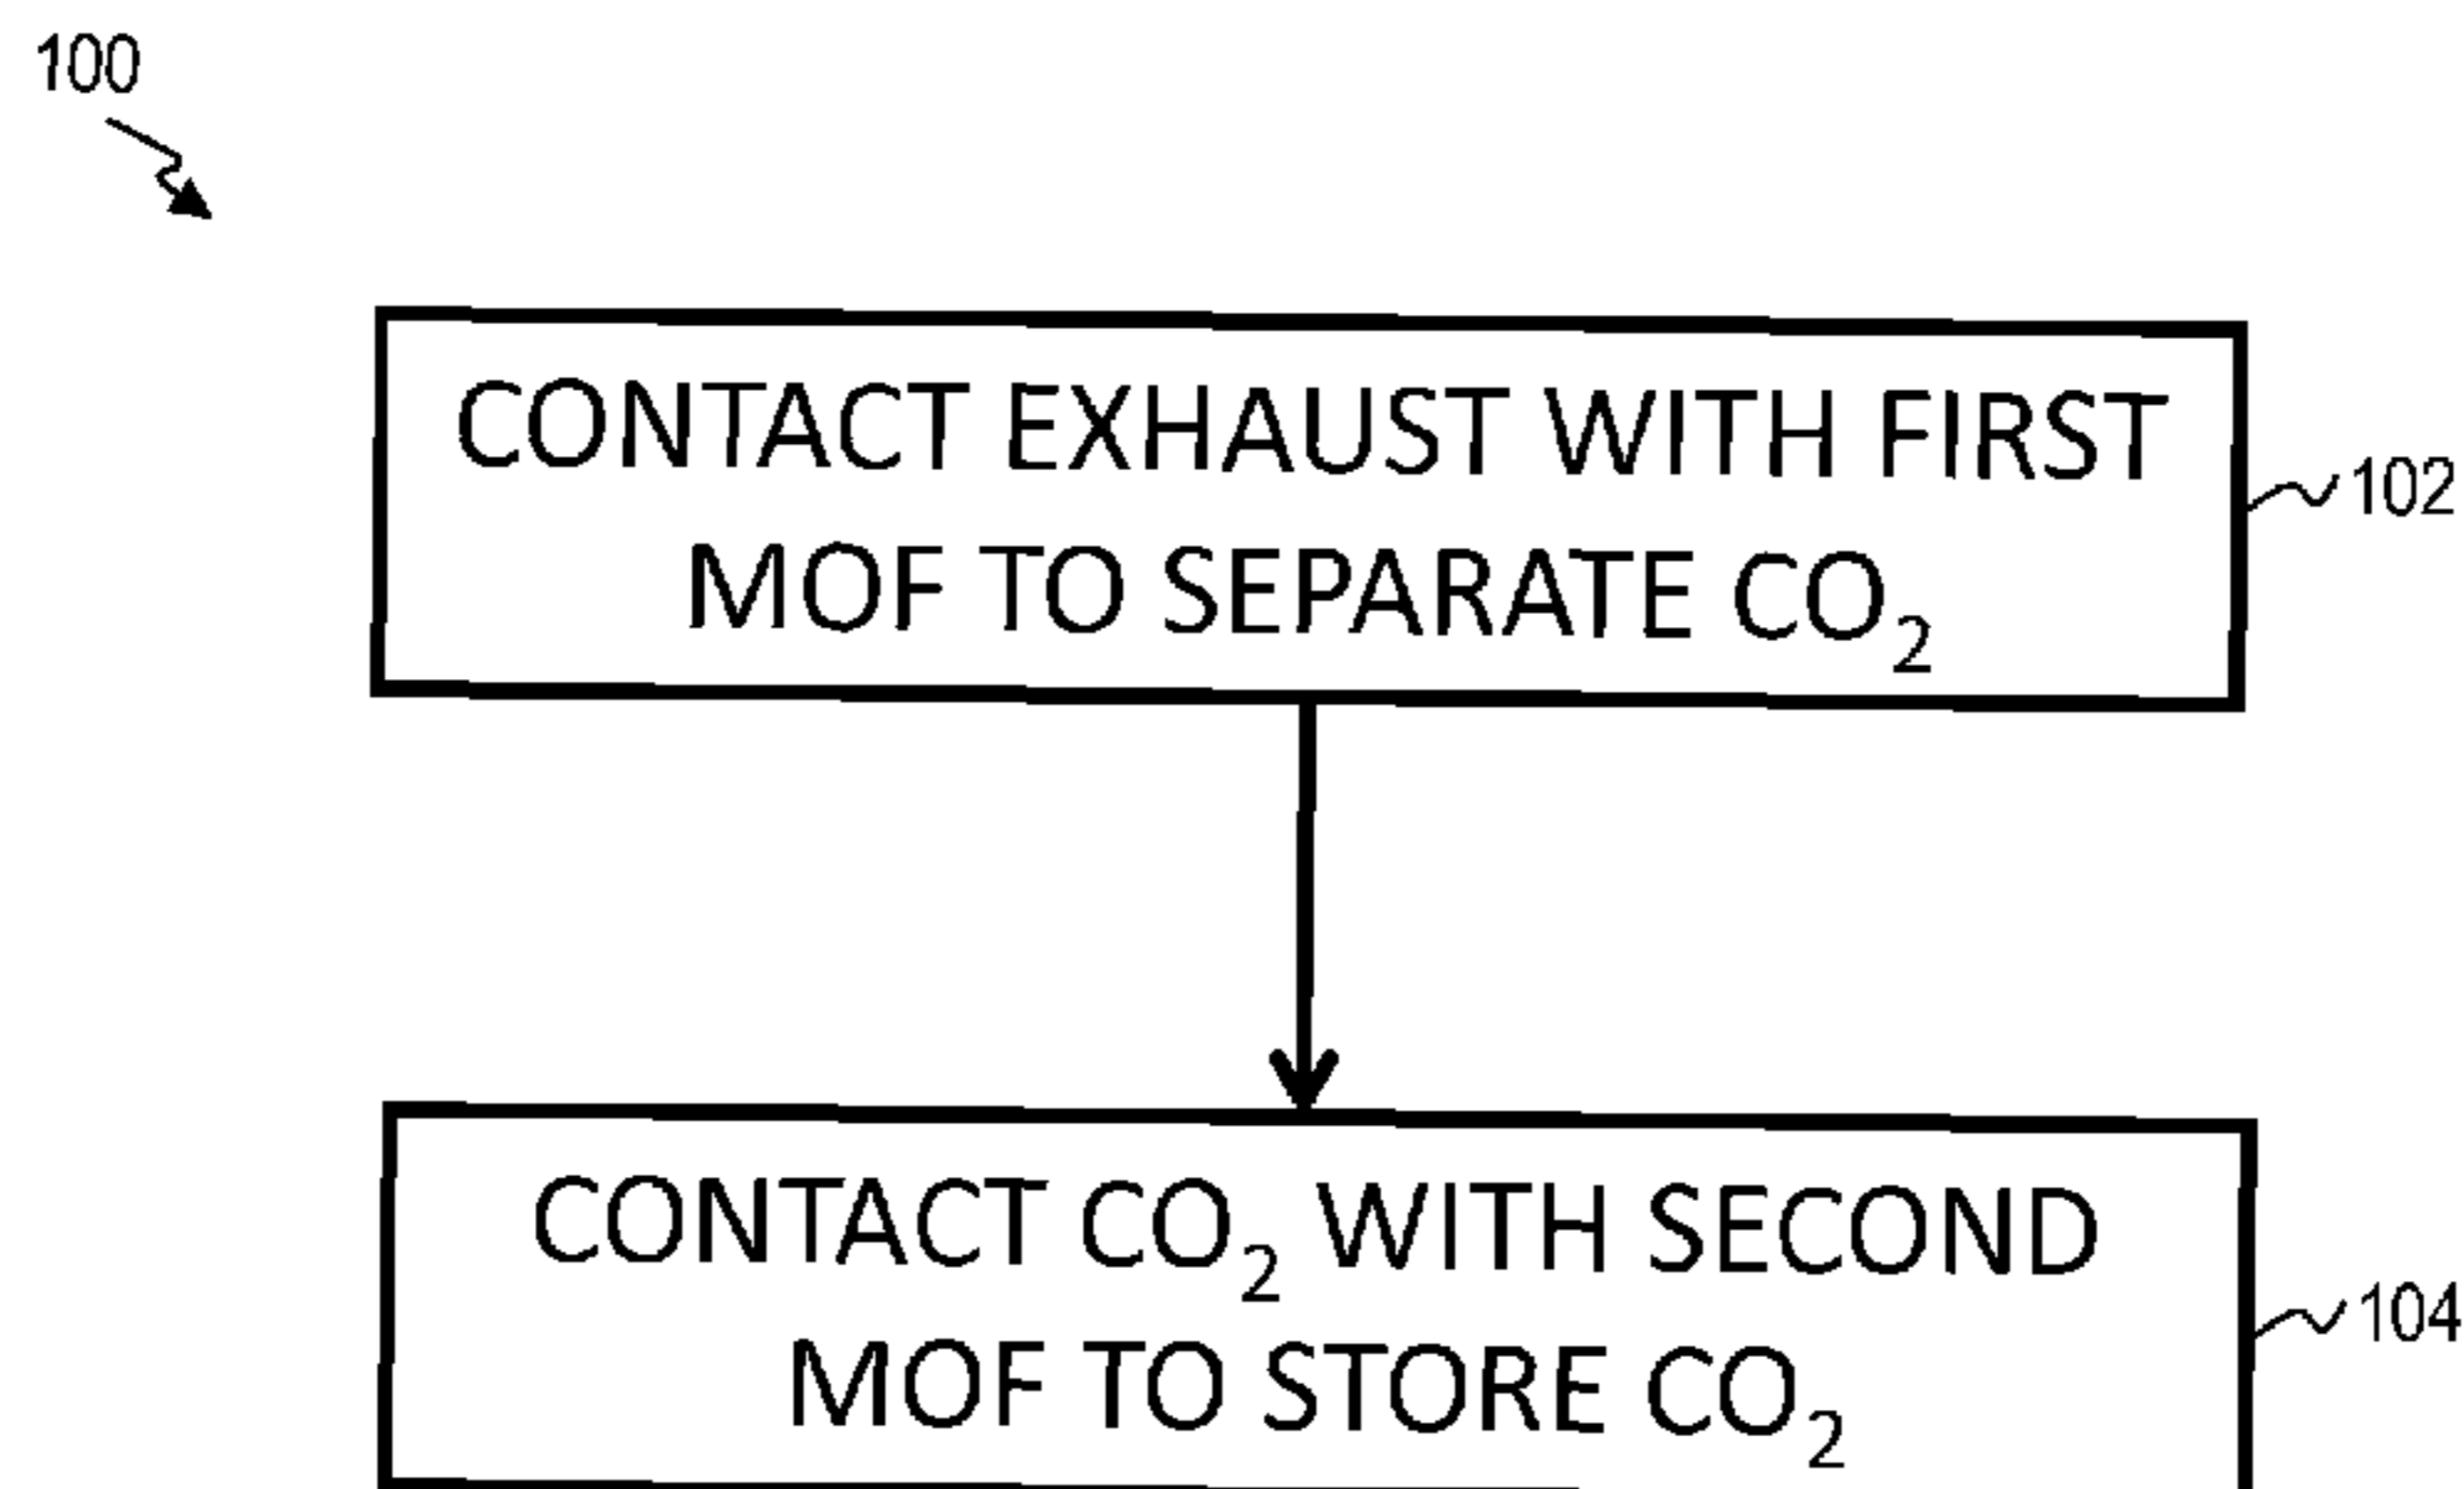 100
CONTACT EXHAUST WITH FIRST
MOF TO SEPARATE CO₂
102
CONTACT CO₂ WITH SECOND
MOF TO STORE CO₂
104